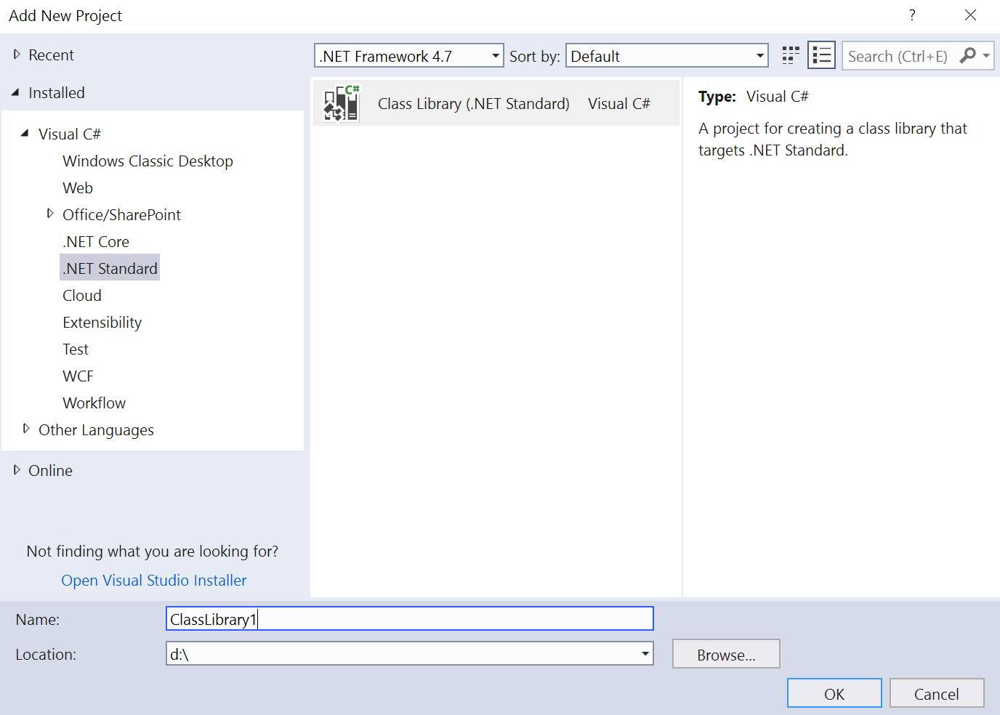 Add New Project
?
Recent
.NET Framework 4.7
Sort by:
Default
Search (Ctrl+E)
Installed
Visual C#
Windows Classic Desktop
Web
Office/SharePoint
.NET Core
.NET Standard
Cloud
Extensibility
Test
WCF
Workflow
Other Languages
Online
Not finding what you are looking for?
Open Visual Studio Installer
C#
Class Library (.NET Standard)
Visual C#
Type: Visual C#
A project for creating a class library that
targets .NET Standard.
Name:
ClassLibrary1
Location:
d:\
Browse...
OK
Cancel